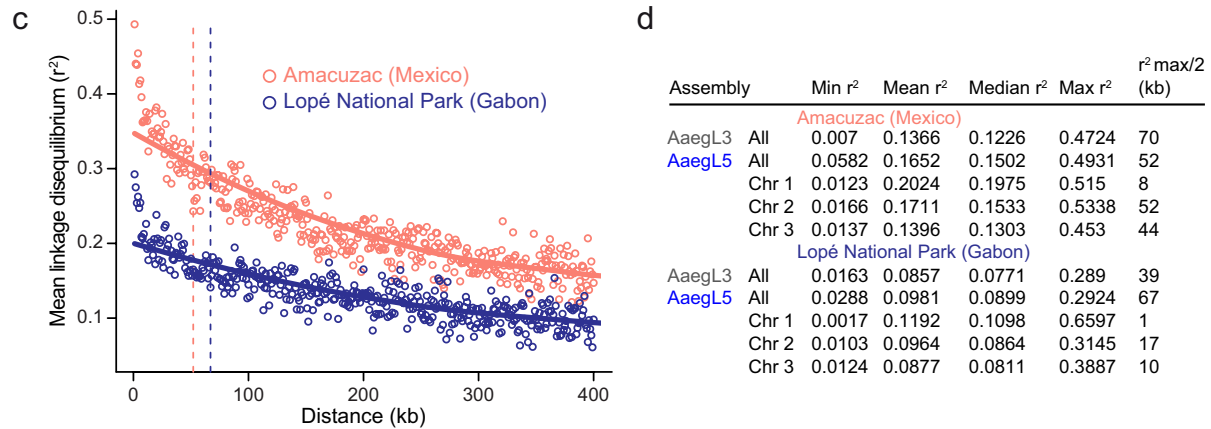 c
Mean linkage disequilibrium (r²)
0.5
0.4
0.3
0.2
0.1
Amacuzac (Mexico)
Lopé National Park (Gabon)
0 100 200 300 400
Distance (kb)
d
Assembly Min r² Mean r² Median r² Max r² r² max/2 (kb)
Amacuzac (Mexico)
AaegL3 All 0.007 0.1366 0.1226 0.4724 70
AaegL5 All 0.0582 0.1652 0.1502 0.4931 52
Chr 1 0.0123 0.2024 0.1975 0.515 8
Chr 2 0.0166 0.1711 0.1533 0.5338 52
Chr 3 0.0137 0.1396 0.1303 0.453 44
Lopé National Park (Gabon)
AaegL3 All 0.0163 0.0857 0.0771 0.289 39
AaegL5 All 0.0288 0.0981 0.0899 0.2924 67
Chr 1 0.0017 0.1192 0.1098 0.6597 1
Chr 2 0.0103 0.0964 0.0864 0.3145 17
Chr 3 0.0124 0.0877 0.0811 0.3887 10